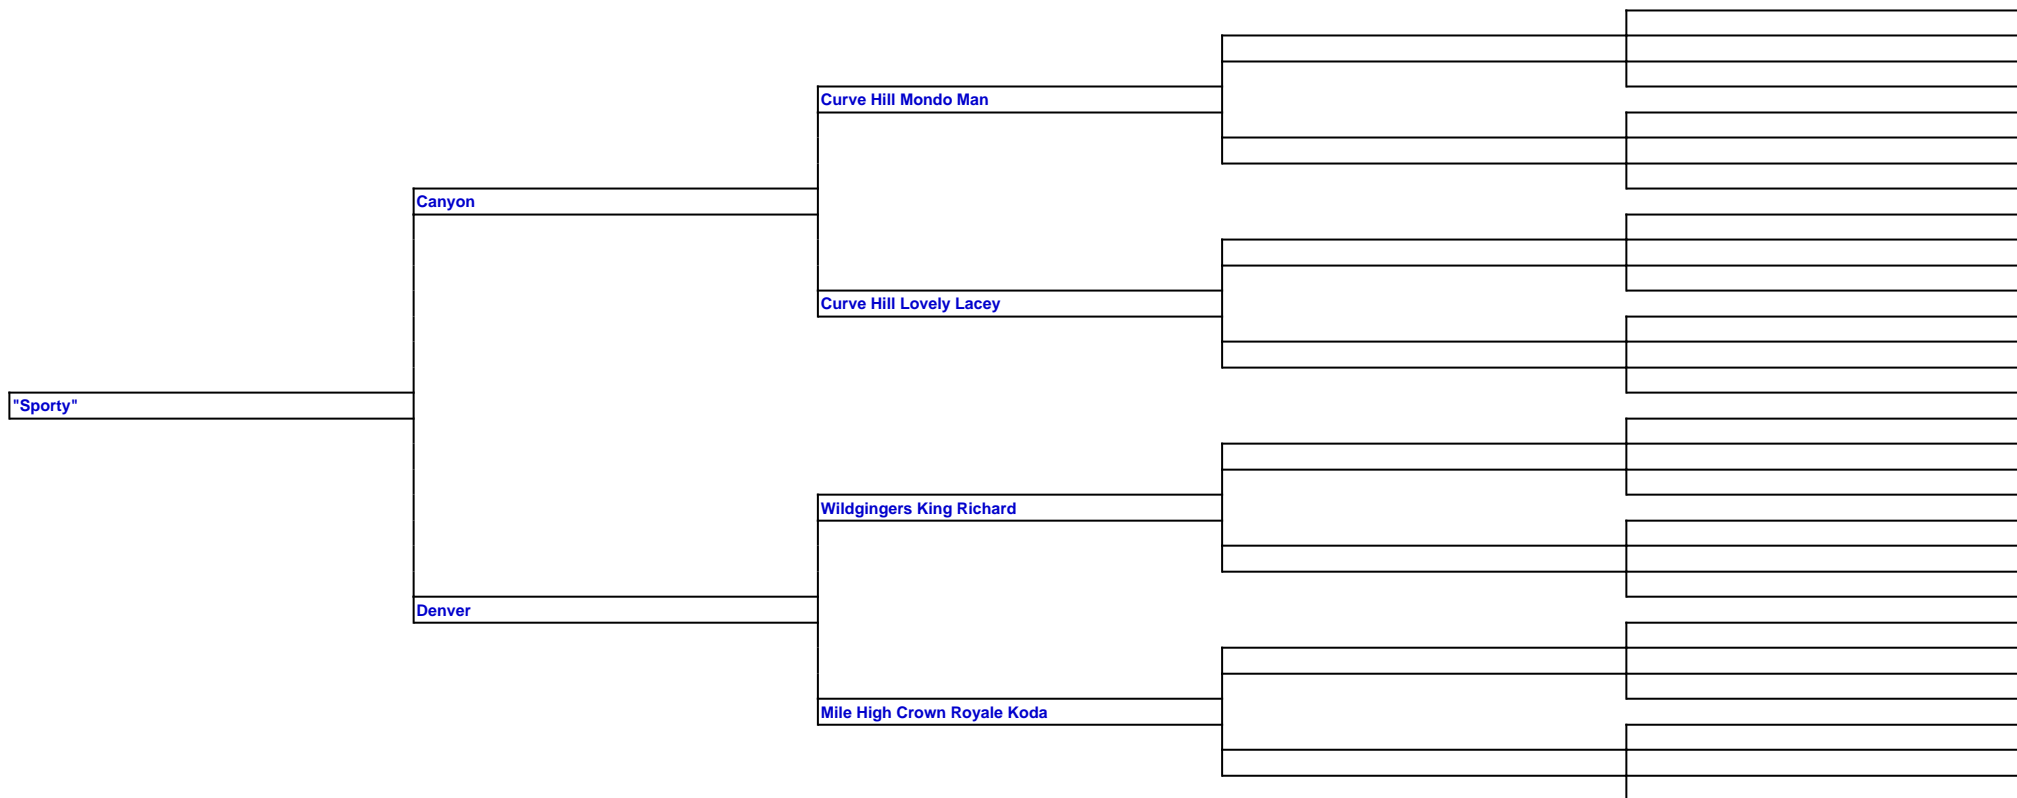 Curve Hill Mondo Man
Canyon
Curve Hill Lovely Lacey
"Sporty"
Wildgingers King Richard
Denver
Mile High Crown Royale Koda